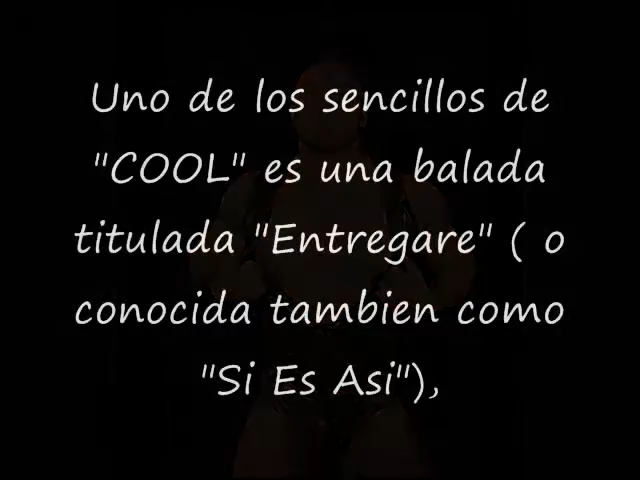 Uno de los sencillos de
"COOL" es una balada
titulada "Entregare" ( o
conocida tambien como
"Si Es Asi"),